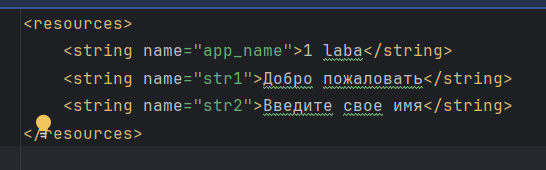 <resources>
<string name="app_name">1 laba</string>
<string name="str1">Добро пожаловать</string>
<string name="str2">Введите свое имя</string>
</resources>